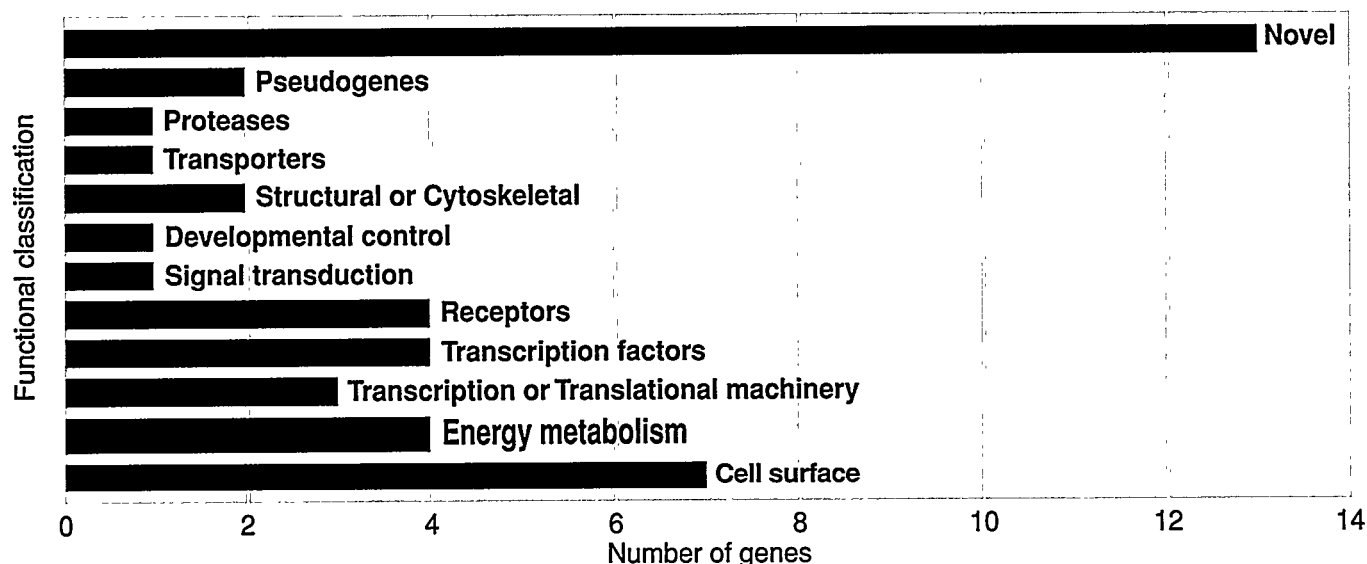 Functional classification
Novel
Pseudogenes
Proteases
Transporters
Structural or Cytoskeletal
Developmental control
Signal transduction
Receptors
Transcription factors
Transcription or Translational machinery
Energy metabolism
Cell surface
0 2 4 6 8 10 12 14
Number of genes